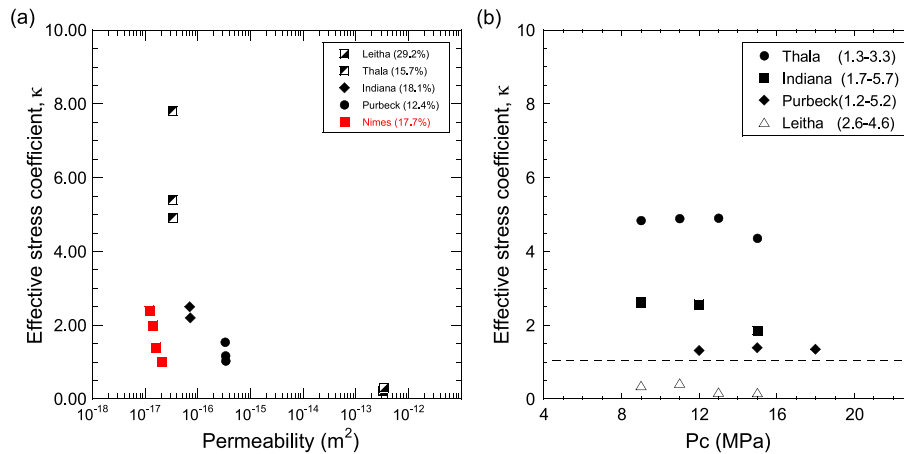 (a)
10.00
8.00
6.00
4.00
2.00
0.00
Effective stress coefficient, κ
Leitha (29.2%)
Thala (15.7%)
Indiana (18.1%)
Purbeck (12.4%)
Nimes (17.7%)
10⁻¹⁸ 10⁻¹⁷ 10⁻¹⁶ 10⁻¹⁵ 10⁻¹⁴ 10⁻¹³ 10⁻¹²
Permeability (m²)
(b)
10
8
6
4
2
0
Effective stress coefficient, κ
Thala (1.3-3.3)
Indiana (1.7-5.7)
Purbeck (1.2-5.2)
Leitha (2.6-4.6)
4 8 12 16 20
Pc (MPa)